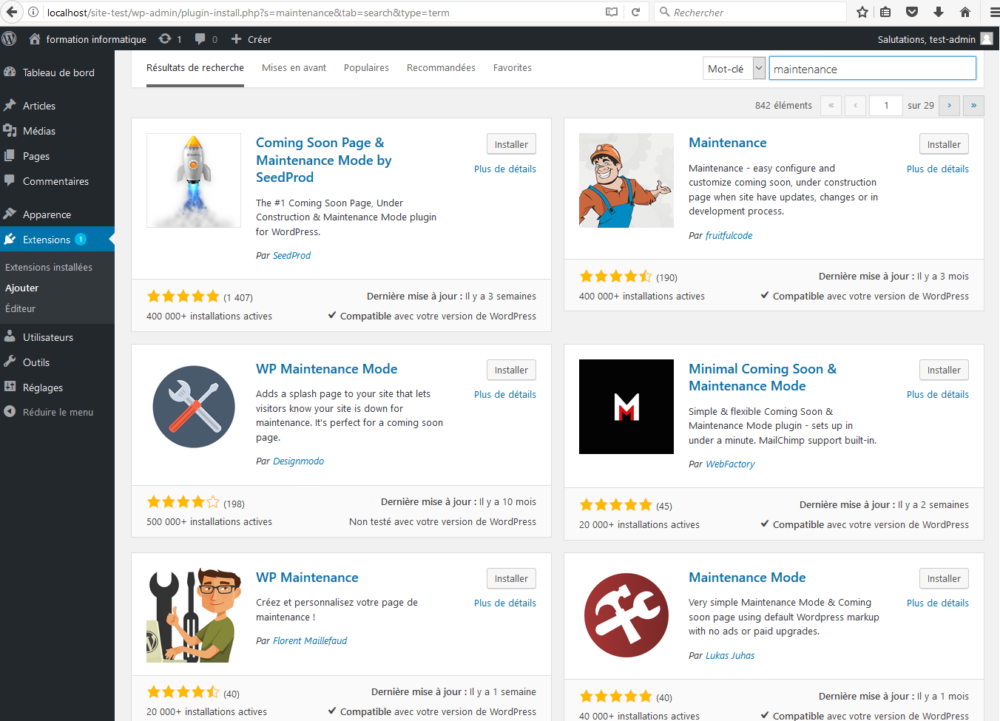 localhost/site-test/wp-admin/plugin-install.php?s=maintenance&tab=search&type=term
Rechercher
formation informatique
1
0
Créer
Salutations, test-admin
Tableau de bord
Articles
Médias
Pages
Commentaires
Apparence
Extensions 1
Extensions installées
Ajouter
Éditeur
Utilisateurs
Outils
Réglages
Réduire le menu
Résultats de recherche
Mises en avant
Populaires
Recommandées
Favorites
Mot-clé
maintenance
842 éléments « ‹ 1 sur 29 › »
Coming Soon Page &
Maintenance Mode by
SeedProd
Installer
Plus de détails
The #1 Coming Soon Page, Under
Construction & Maintenance Mode plugin
for WordPress.
Par SeedProd
(1 407)
Dernière mise à jour : Il y a 3 semaines
400 000+ installations actives
Compatible avec votre version de WordPress
Maintenance
Installer
Plus de détails
Maintenance - easy configure and
customize coming soon, under construction
page when site have updates, changes or in
development process.
Par fruitfulcode
(190)
Dernière mise à jour : Il y a 3 mois
400 000+ installations actives
Compatible avec votre version de WordPress
WP Maintenance Mode
Installer
Plus de détails
Adds a splash page to your site that lets
visitors know your site is down for
maintenance. It's perfect for a coming soon
page.
Par Designmodo
(198)
Dernière mise à jour : Il y a 10 mois
500 000+ installations actives
Non testé avec votre version de WordPress
M
Minimal Coming Soon &
Maintenance Mode
Installer
Plus de détails
Simple & flexible Coming Soon &
Maintenance Mode plugin - sets up in
under a minute. MailChimp support built-in.
Par WebFactory
(45)
Dernière mise à jour : Il y a 2 semaines
20 000+ installations actives
Compatible avec votre version de WordPress
WP Maintenance
Installer
Plus de détails
Créez et personnalisez votre page de
maintenance !
Par Florent Maillefaud
(40)
Dernière mise à jour : Il y a 1 semaine
20 000+ installations actives
Compatible avec votre version de WordPress
Maintenance Mode
Installer
Plus de détails
Very simple Maintenance Mode & Coming
soon page using default Wordpress markup
with no ads or paid upgrades.
Par Lukas Juhas
(40)
Dernière mise à jour : Il y a 1 mois
40 000+ installations actives
Compatible avec votre version de WordPress